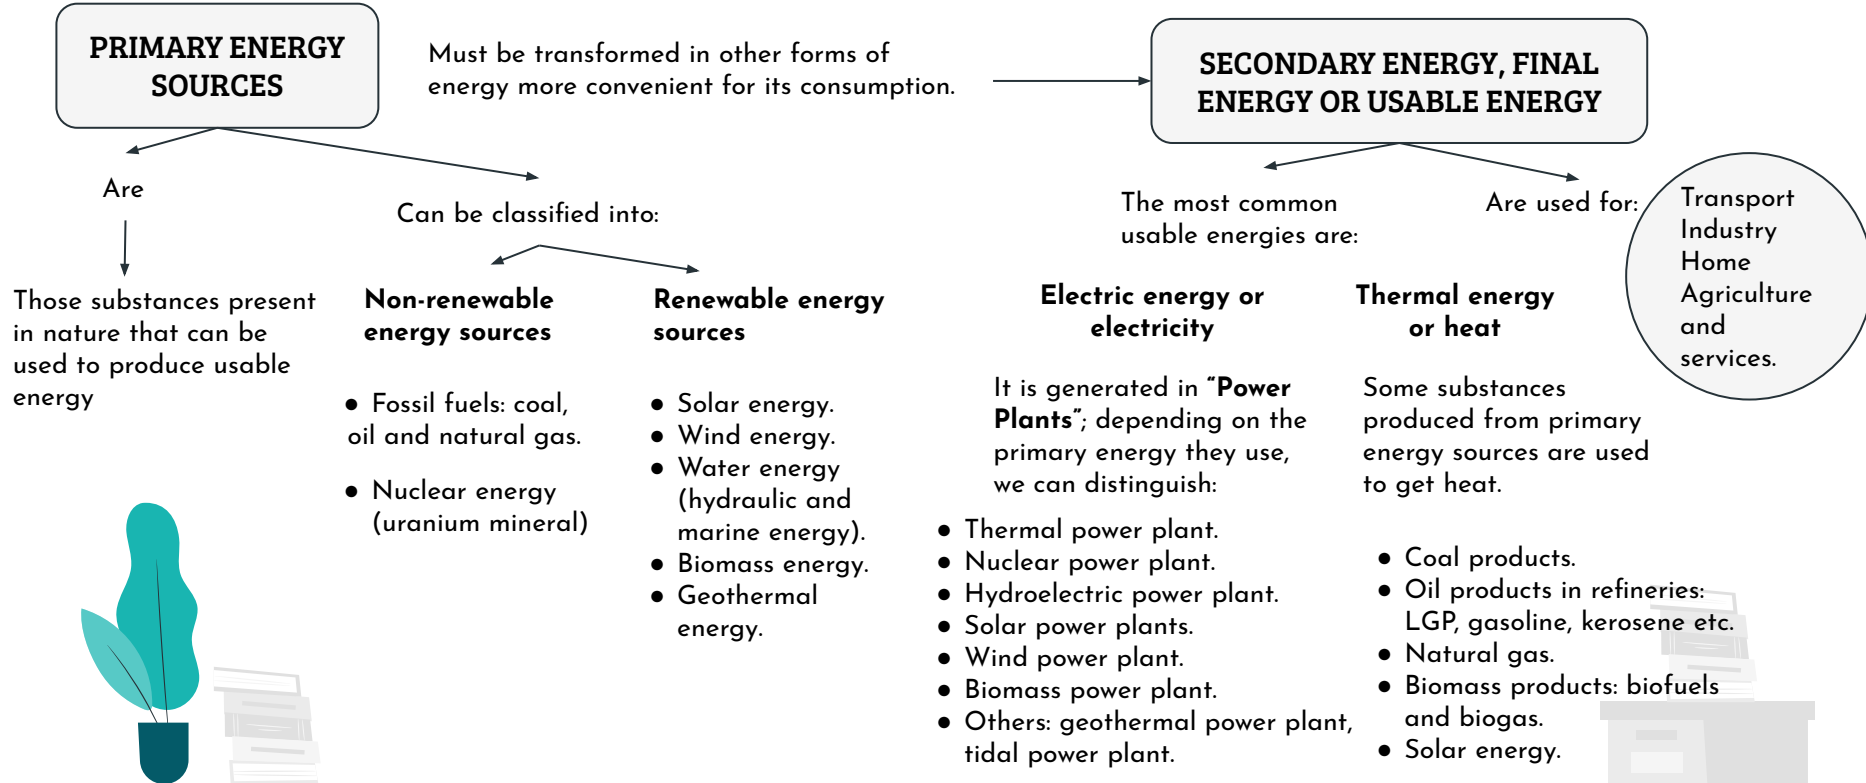 PRIMARY ENERGY
SOURCES
Must be transformed in other forms of
energy more convenient for its consumption.
SECONDARY ENERGY, FINAL
ENERGY OR USABLE ENERGY
Are
Those substances present
in nature that can be
used to produce usable
energy
Can be classified into:
Non-renewable
energy sources
● Fossil fuels: coal,
oil and natural gas.
● Nuclear energy
(uranium mineral)
Renewable energy
sources
● Solar energy.
● Wind energy.
● Water energy
(hydraulic and
marine energy).
● Biomass energy.
● Geothermal
energy.
The most common
usable energies are:
Electric energy or
electricity
It is generated in “Power
Plants”; depending on the
primary energy they use,
we can distinguish:
● Thermal power plant.
● Nuclear power plant.
● Hydroelectric power plant.
● Solar power plants.
● Wind power plant.
● Biomass power plant.
● Others: geothermal power plant,
tidal power plant.
Thermal energy
or heat
Some substances
produced from primary
energy sources are used
to get heat.
● Coal products.
● Oil products in refineries:
LGP, gasoline, kerosene etc.
● Natural gas.
● Biomass products: biofuels
and biogas.
● Solar energy.
Are used for:
Transport
Industry
Home
Agriculture
and
services.